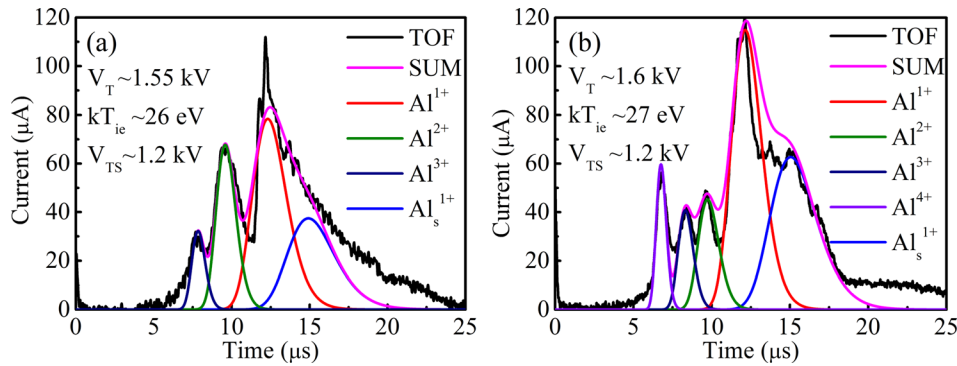 (a)
V_T ~1.55 kV
kT_ie ~26 eV
V_TS ~1.2 kV
TOF
SUM
Al^1+
Al^2+
Al^3+
Al_s^1+
Current (μA)
120
100
80
60
40
20
0
0 5 10 15 20 25
Time (μs)
(b)
V_T ~1.6 kV
kT_ie ~27 eV
V_TS ~1.2 kV
TOF
SUM
Al^1+
Al^2+
Al^3+
Al^4+
Al_s^1+
Current (μA)
120
100
80
60
40
20
0
0 5 10 15 20 25
Time (μs)